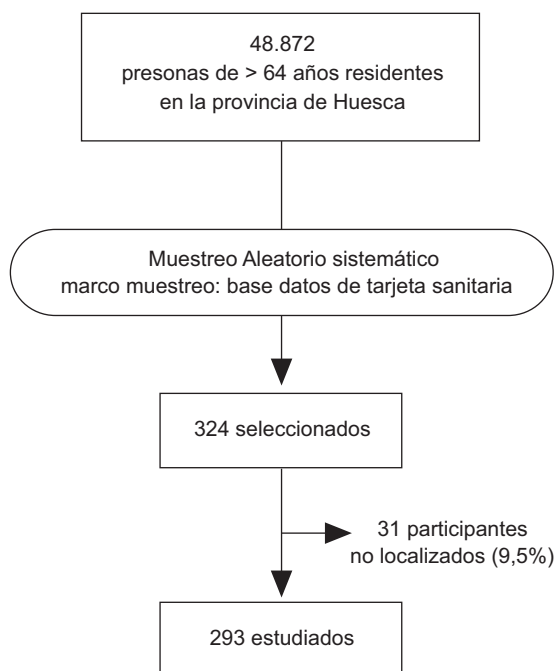 48.872
presonas de > 64 años residentes
en la provincia de Huesca
Muestreo Aleatorio sistemático
marco muestreo: base datos de tarjeta sanitaria
324 seleccionados
31 participantes
no localizados (9,5%)
293 estudiados